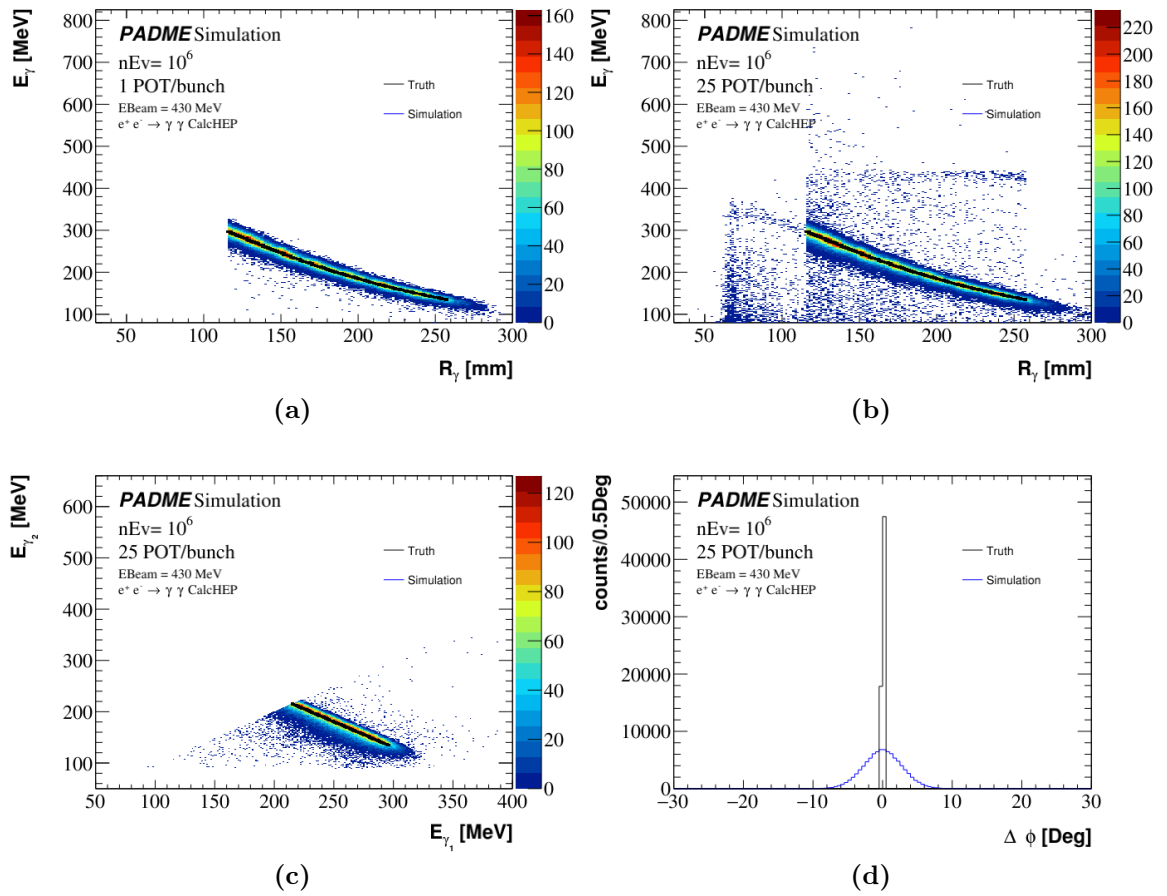 E_γ [MeV]
800
700
600
500
400
300
200
100
PADME Simulation
nEv= 10^6
1 POT/bunch
EBeam = 430 MeV
e^+ e^- → γ γ CalcHEP
Truth
Simulation
160
140
120
100
80
60
40
20
0
50 100 150 200 250 300
R_γ [mm]
(a)
E_γ [MeV]
800
700
600
500
400
300
200
100
PADME Simulation
nEv= 10^6
25 POT/bunch
EBeam = 430 MeV
e^+ e^- → γ γ CalcHEP
Truth
Simulation
220
200
180
160
140
120
100
80
60
40
20
0
50 100 150 200 250 300
R_γ [mm]
(b)
E_γ_2 [MeV]
600
500
400
300
200
100
PADME Simulation
nEv= 10^6
25 POT/bunch
EBeam = 430 MeV
e^+ e^- → γ γ CalcHEP
Truth
Simulation
120
100
80
60
40
20
0
50 100 150 200 250 300 350 400
E_γ_1 [MeV]
(c)
counts/0.5Deg
50000
40000
30000
20000
10000
0
PADME Simulation
nEv= 10^6
25 POT/bunch
EBeam = 430 MeV
e^+ e^- → γ γ CalcHEP
Truth
Simulation
−30 −20 −10 0 10 20 30
Δ ϕ [Deg]
(d)